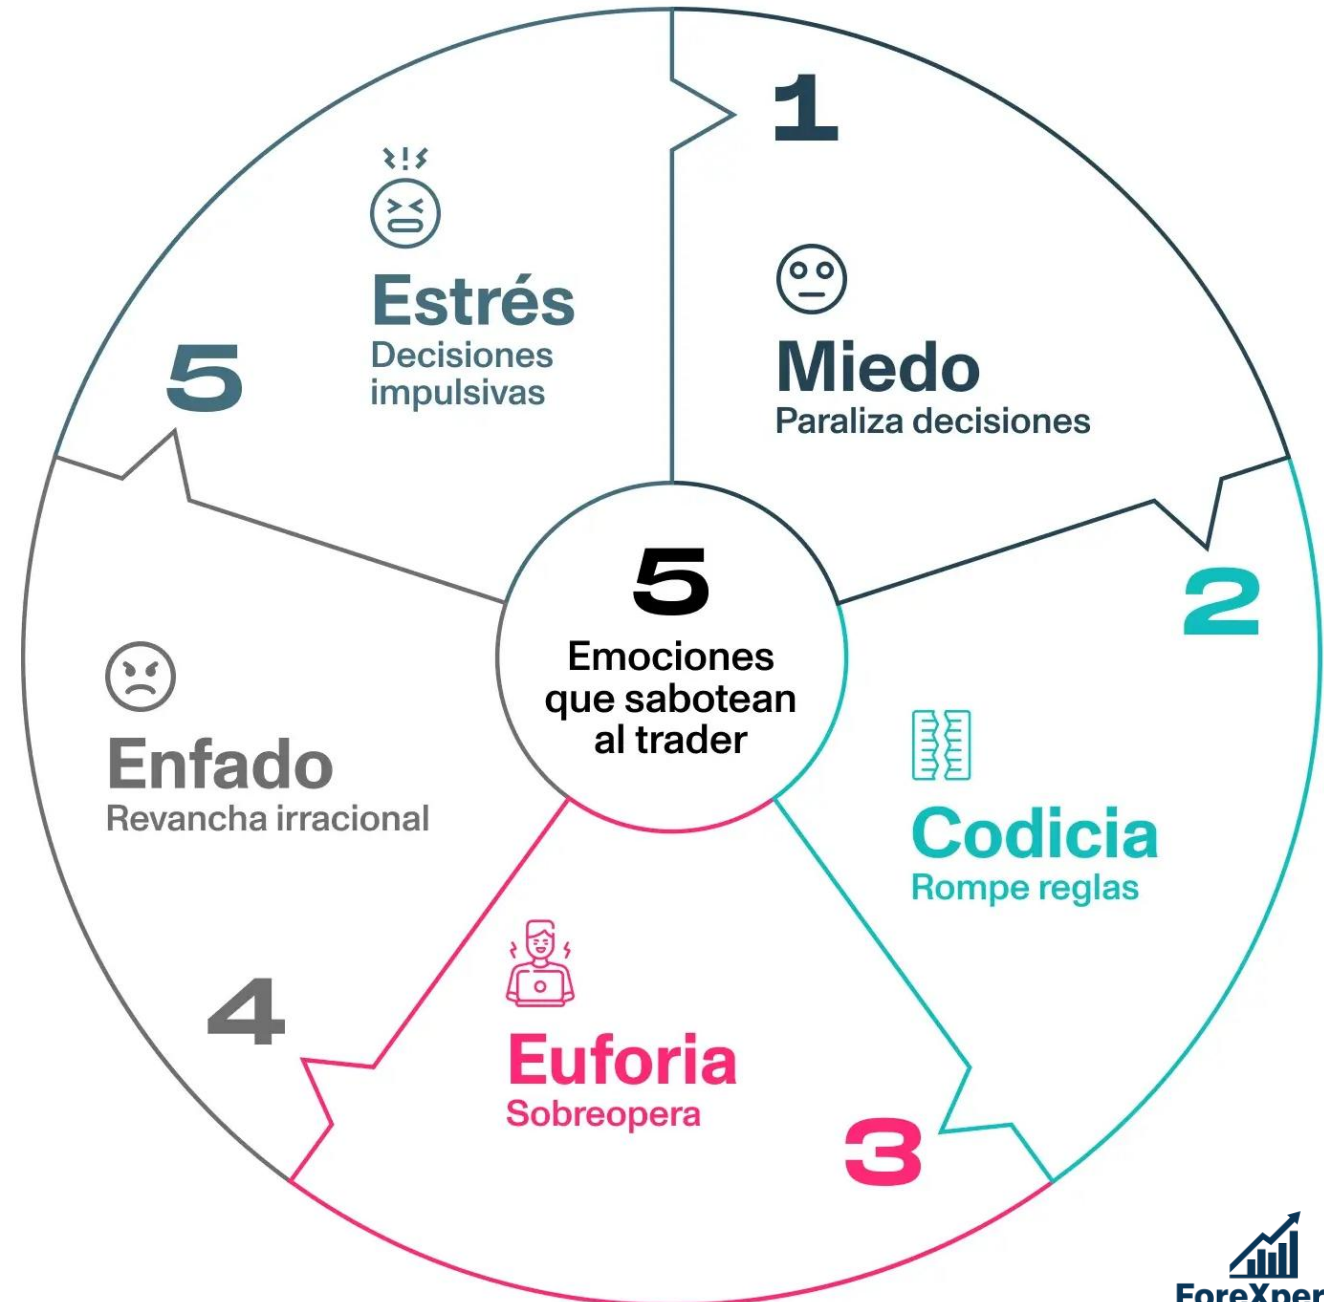 5
Emociones
que sabotean
al trader
1
Miedo
Paraliza decisiones
2
Codicia
Rompe reglas
3
Euforia
Sobreopera
4
Enfado
Revancha irracional
5
Estrés
Decisiones
impulsivas
ForeXper